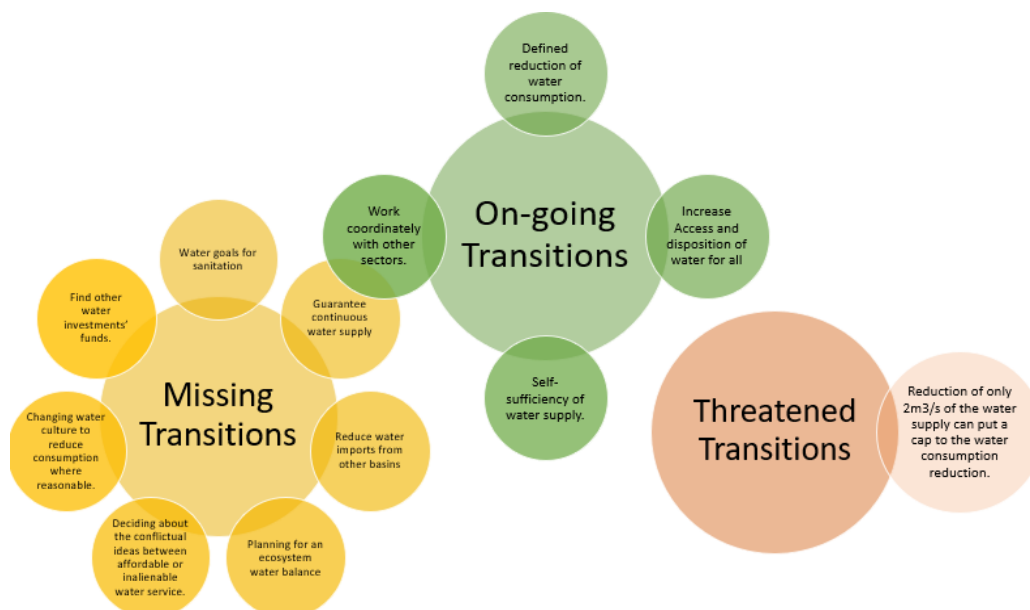 Defined
reduction of
water
consumption.
On-going
Transitions
Work
coordinately
with other
sectors.
Increase
Access and
disposition of
water for all
Self-
sufficiency of
water supply.
Missing
Transitions
Water goals for
sanitation
Guarantee
continuous
water supply
Reduce water
imports from
other basins
Planning for an
ecosystem
water balance
Deciding about
the conflictual
ideas between
affordable or
inalienable
water service.
Changing water
culture to
reduce
consumption
where
reasonable.
Find other
water
investments’
funds.
Threatened
Transitions
Reduction of only
2m3/s of the water
supply can put a
cap to the water
consumption
reduction.